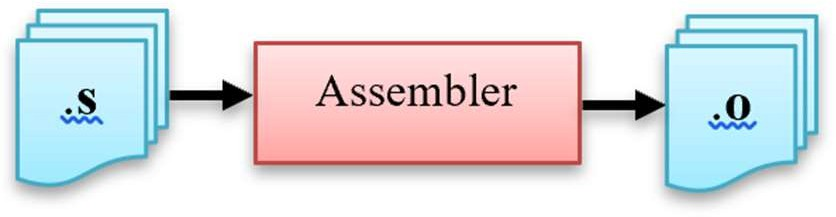 .s
Assembler
.o